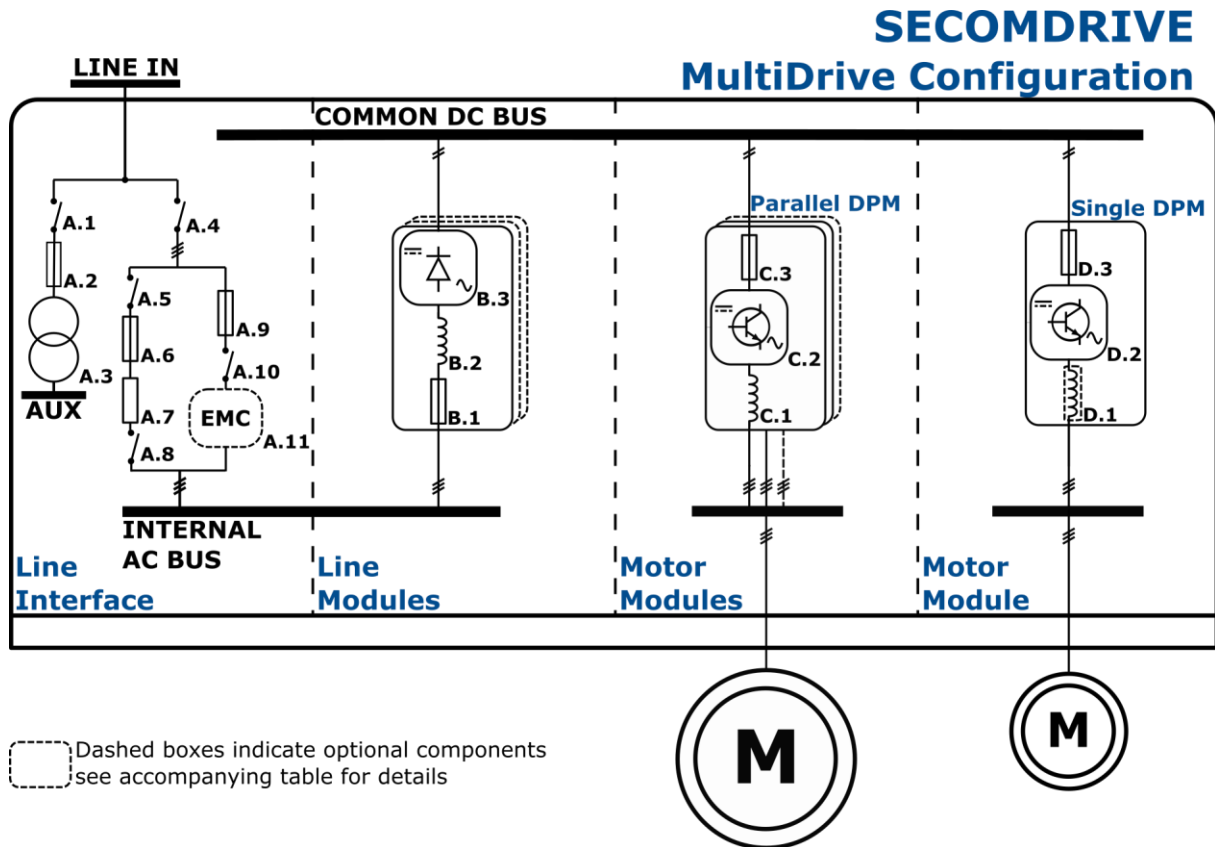 SECOMDRIVE
MultiDrive Configuration
LINE IN
COMMON DC BUS
A.1
A.2
A.3
AUX
A.4
A.5
A.6
A.7
A.8
A.9
A.10
EMC
A.11
INTERNAL
AC BUS
Line
Interface
B.3
B.2
B.1
Line
Modules
Parallel DPM
C.3
C.2
C.1
Motor
Modules
Single DPM
D.3
D.2
D.1
Motor
Module
M
M
Dashed boxes indicate optional components
see accompanying table for details